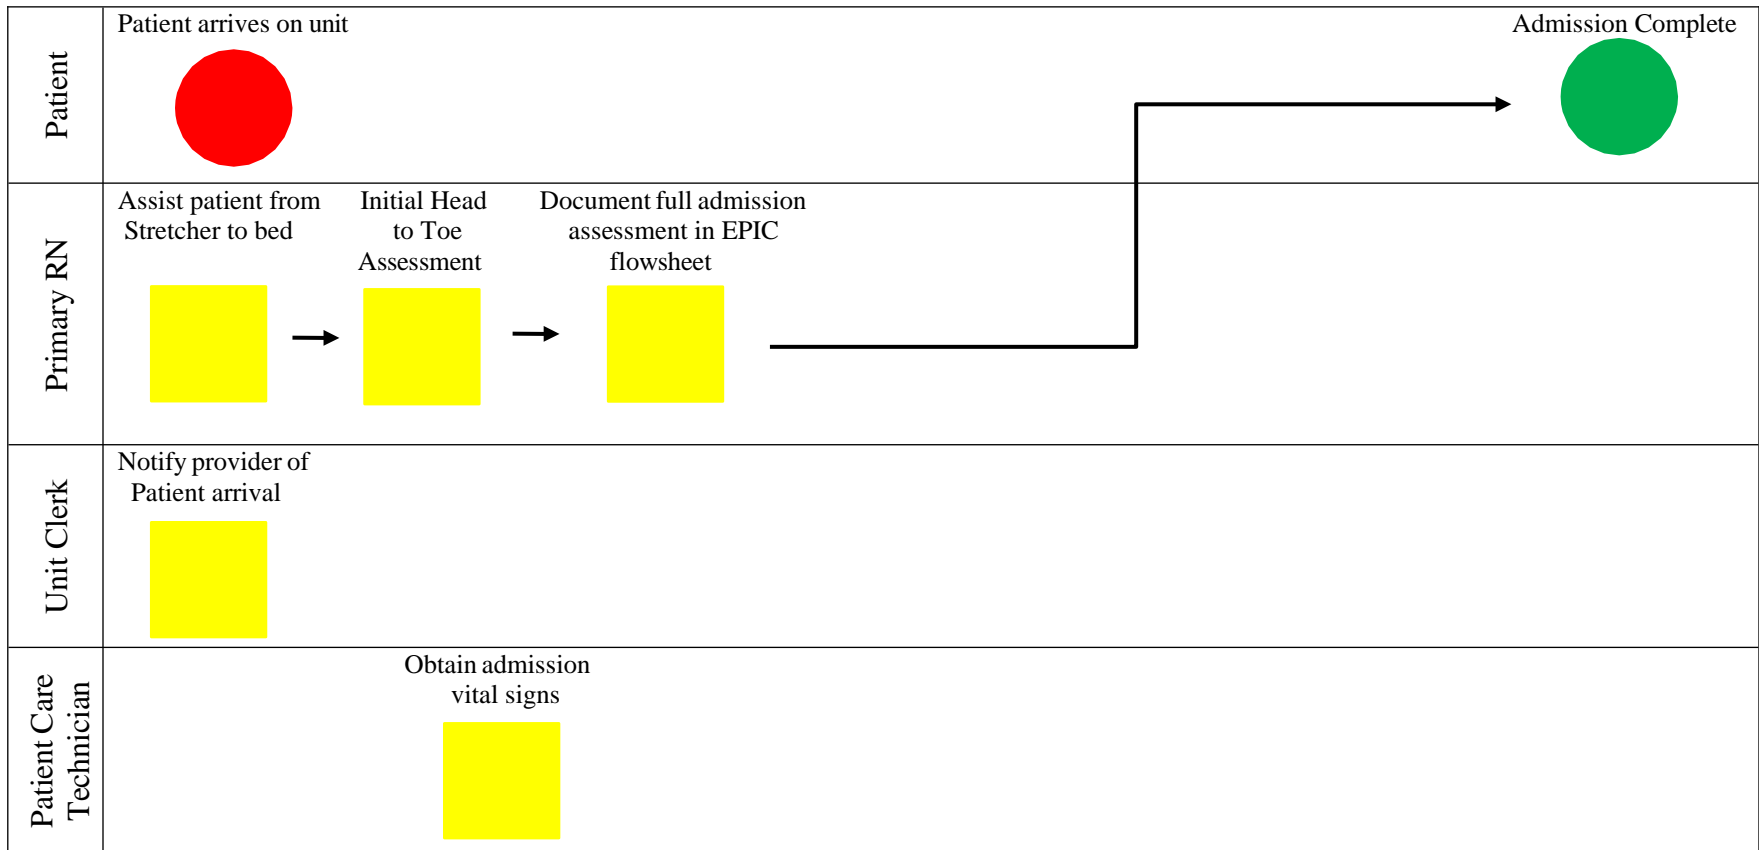 Patient
Patient arrives on unit
Admission Complete
Primary RN
Assist patient from
Stretcher to bed
Initial Head
to Toe
Assessment
Document full admission
assessment in EPIC
flowsheet
Unit Clerk
Notify provider of
Patient arrival
Patient Care
Technician
Obtain admission
vital signs